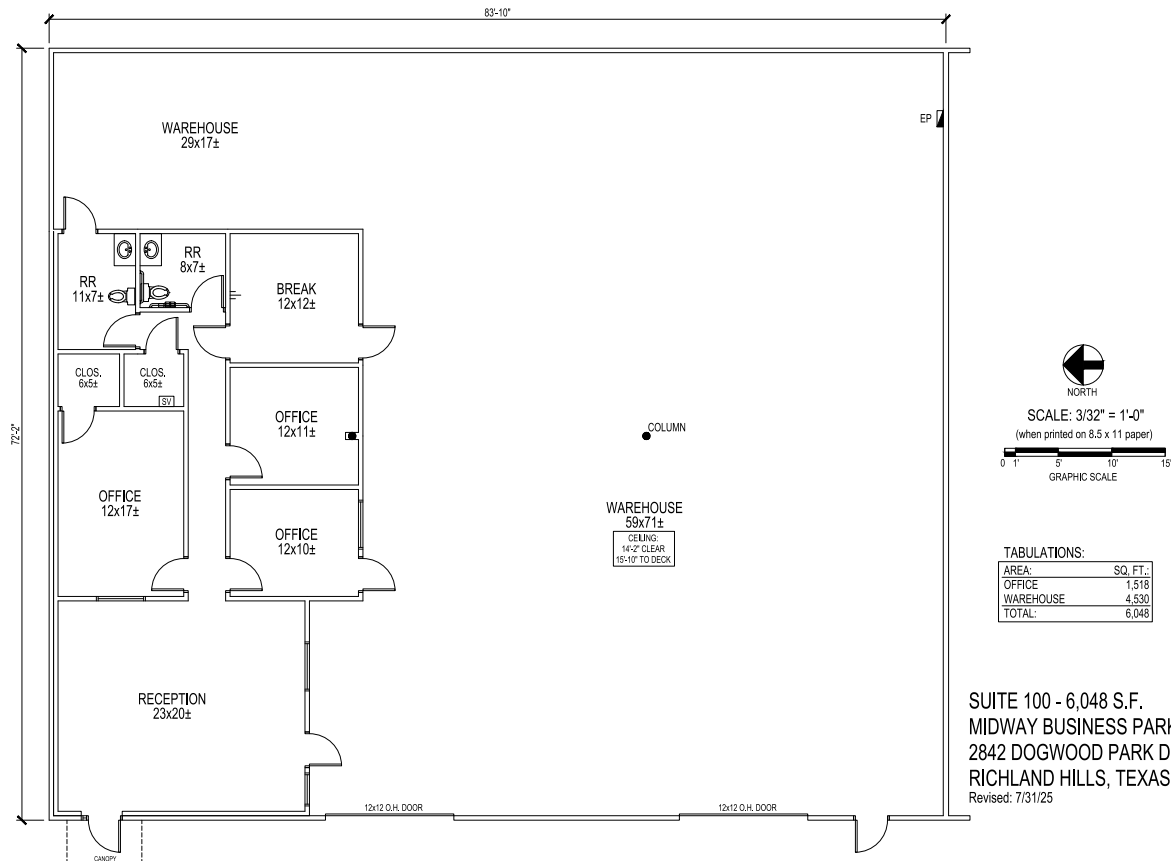 83'-10"
72'-2"
WAREHOUSE
29x17±
EP
RR
11x7±
RR
8x7±
BREAK
12x12±
CLOS.
6x5±
CLOS.
6x5±
SV
OFFICE
12x11±
COLUMN
OFFICE
12x17±
OFFICE
12x10±
WAREHOUSE
59x71±
CEILING:
14'-2" CLEAR
15'-10" TO DECK
RECEPTION
23x20±
12x12 O.H. DOOR
12x12 O.H. DOOR
CANOPY
NORTH
SCALE: 3/32" = 1'-0"
(when printed on 8.5 x 11 paper)
0 1' 5' 10' 15'
GRAPHIC SCALE
TABULATIONS:
AREA: SQ. FT.:
OFFICE 1,518
WAREHOUSE 4,530
TOTAL: 6,048
SUITE 100 - 6,048 S.F.
MIDWAY BUSINESS PARK
2842 DOGWOOD PARK D
RICHLAND HILLS, TEXAS
Revised: 7/31/25